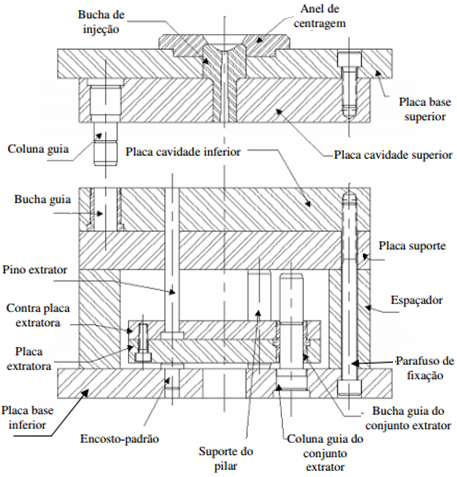 Bucha de
injeção
Anel de
centragem
Placa base
superior
Coluna guia
Placa cavidade inferior
Placa cavidade superior
Bucha guia
Placa suporte
Pino extrator
Espaçador
Contra placa
extratora
Placa
extratora
Parafuso de
fixação
Placa base
inferior
Encosto-padrão
Suporte do
pilar
Coluna guia do
conjunto
extrator
Bucha guia do
conjunto extrator